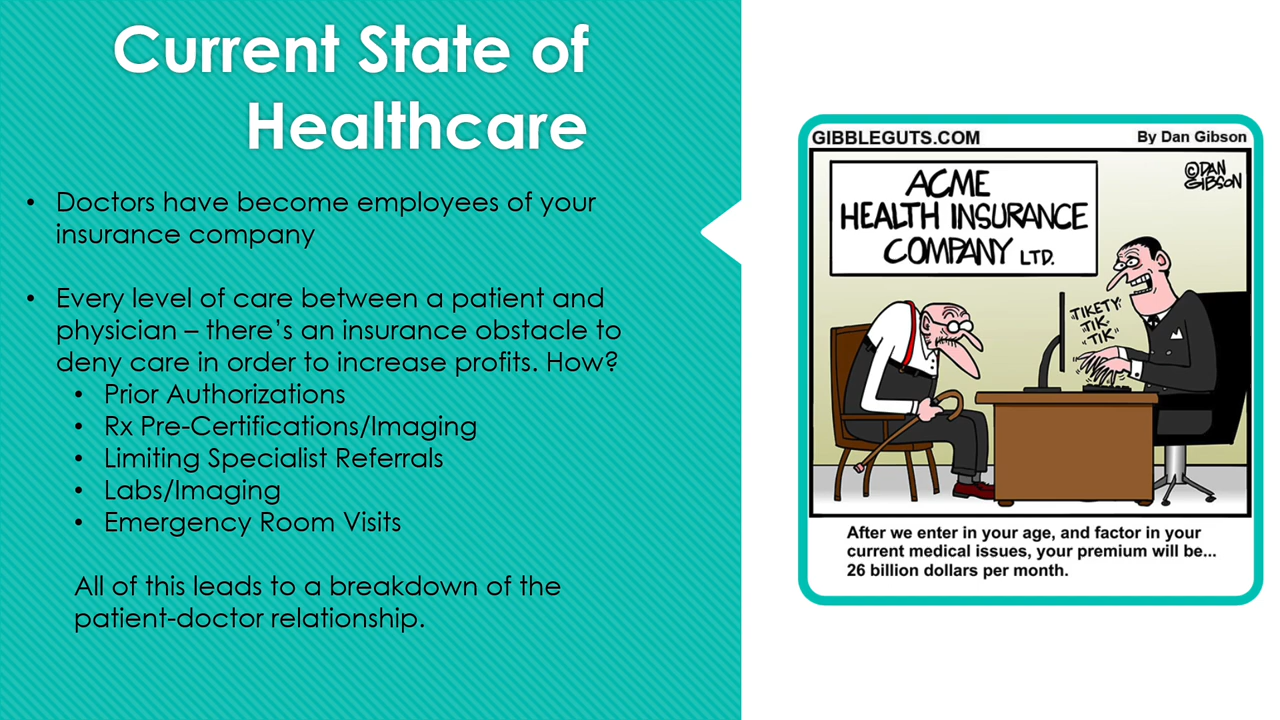 Current State of
Healthcare
• Doctors have become employees of your
insurance company
• Every level of care between a patient and
physician – there's an insurance obstacle to
deny care in order to increase profits. How?
• Prior Authorizations
• Rx Pre-Certifications/Imaging
• Limiting Specialist Referrals
• Labs/Imaging
• Emergency Room Visits
All of this leads to a breakdown of the
patient-doctor relationship.
GIBBLEGUTS.COM By Dan Gibson
©DAN
GIBSON
ACME
HEALTH INSURANCE
COMPANY LTD.
TIKETY
TIK
TIK
After we enter in your age, and factor in your
current medical issues, your premium will be...
26 billion dollars per month.